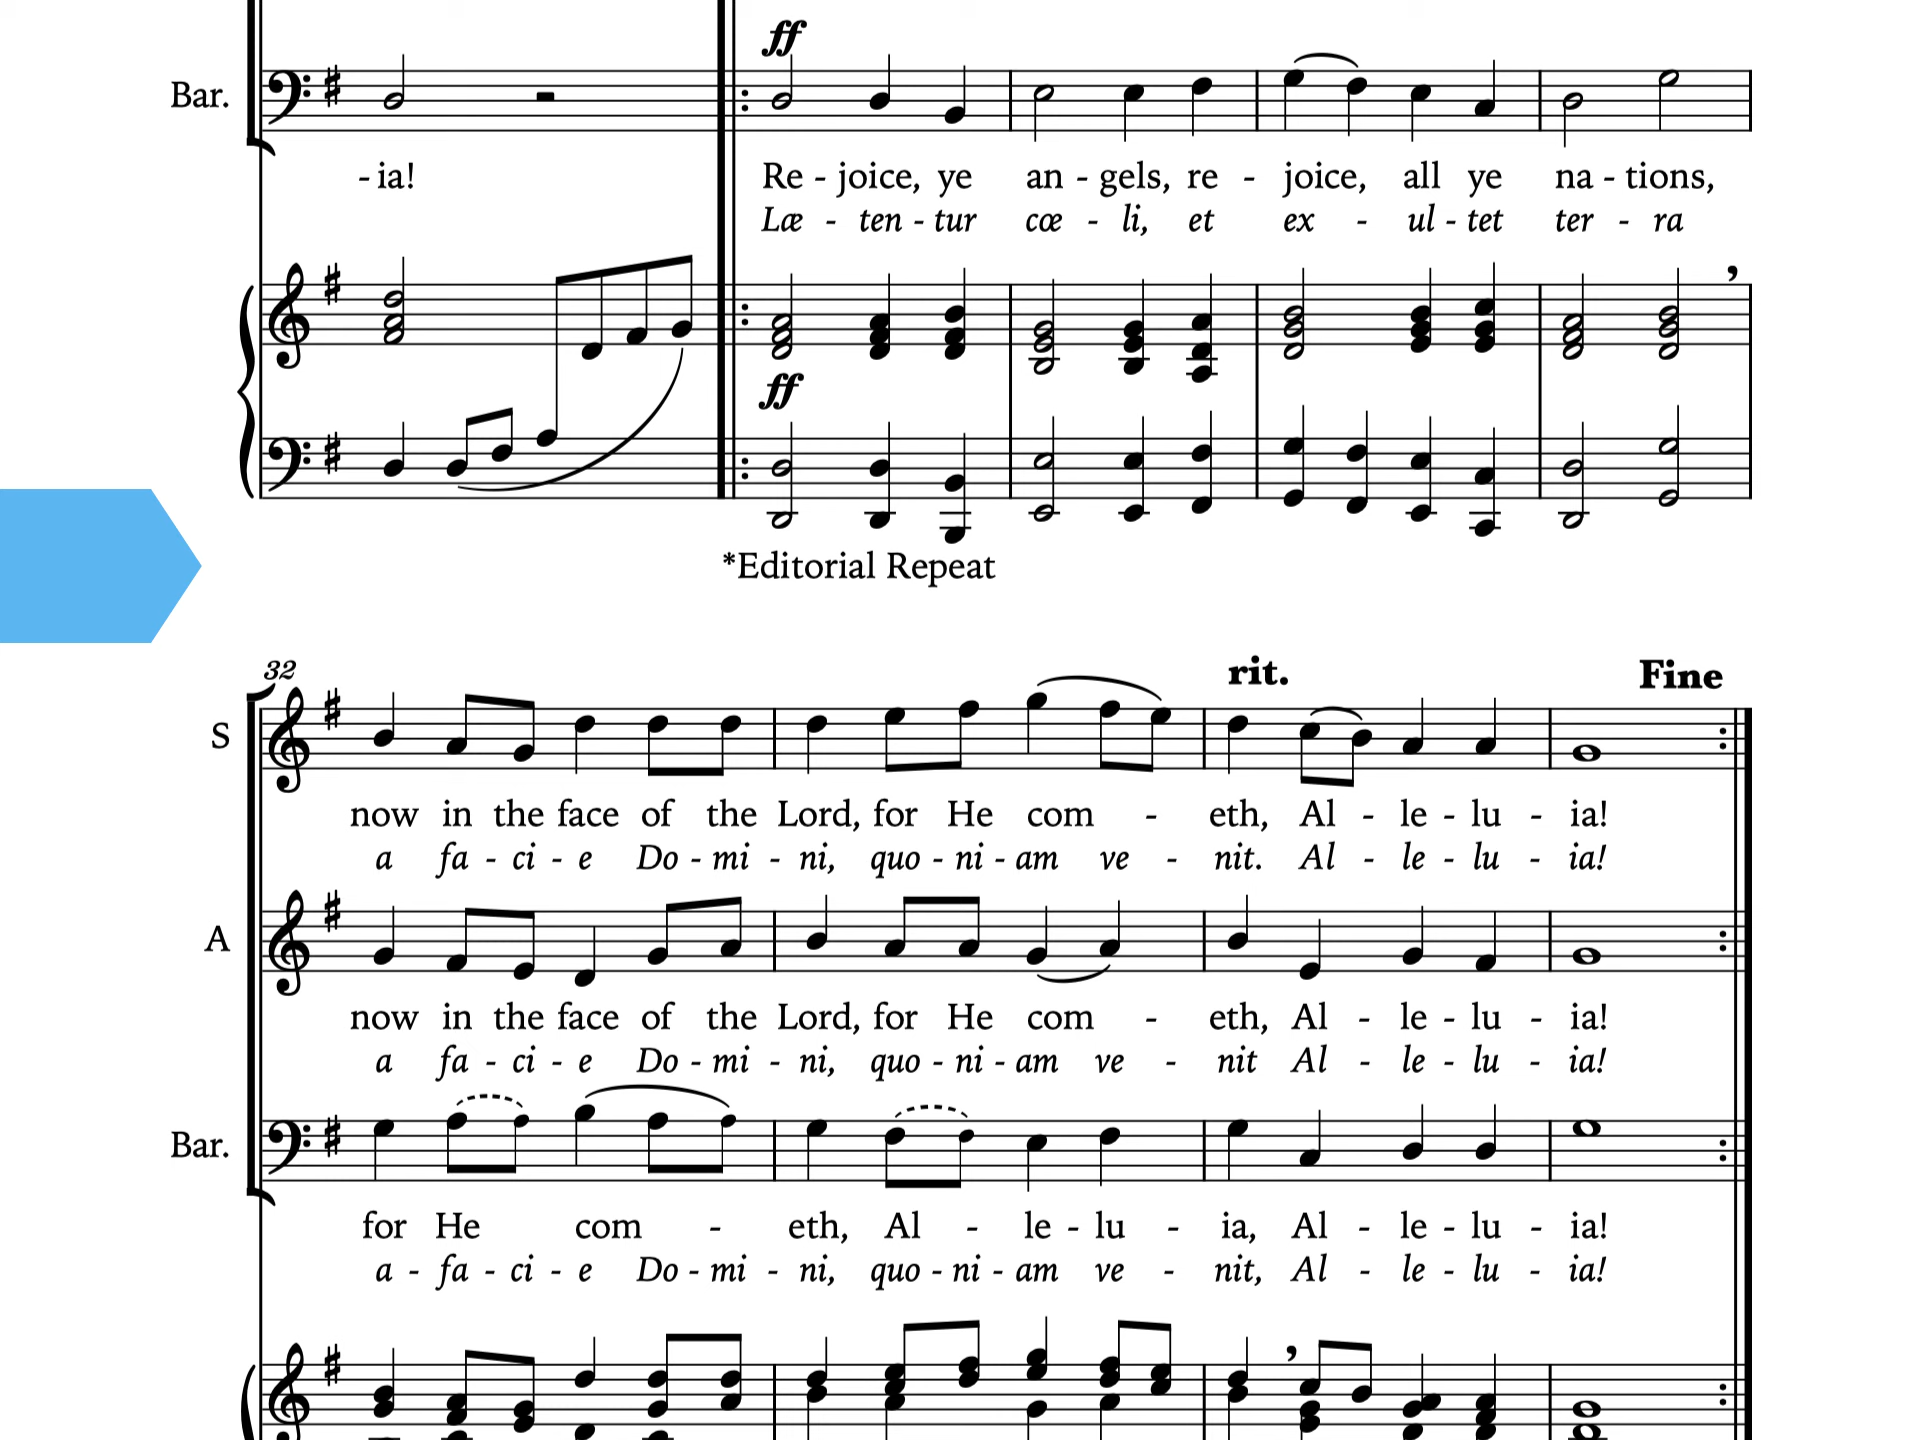 ff
Bar.
- ia! Re - joice, ye an - gels, re - joice, all ye na - tions,
Læ - ten - tur cœ - li, et ex - ul - tet ter - ra
ff
*Editorial Repeat
32 rit. Fine
S
now in the face of the Lord, for He com - eth, Al - le - lu - ia!
a fa - ci - e Do - mi - ni, quo - ni - am ve - nit. Al - le - lu - ia!
A
now in the face of the Lord, for He com - eth, Al - le - lu - ia!
a fa - ci - e Do - mi - ni, quo - ni - am ve - nit Al - le - lu - ia!
Bar.
for He com - eth, Al - le - lu - ia, Al - le - lu - ia!
a - fa - ci - e Do - mi - ni, quo - ni - am ve - nit, Al - le - lu - ia!